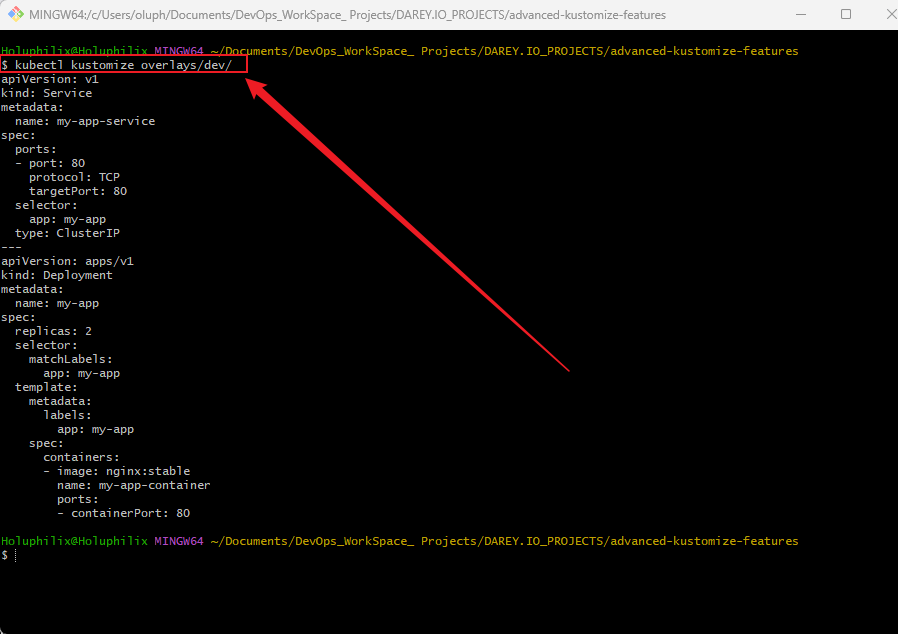 MINGW64:/c/Users/oluph/Documents/DevOps_WorkSpace_ Projects/DAREY.IO_PROJECTS/advanced-kustomize-features
Holuphilix@Holuphilix MINGW64 ~/Documents/DevOps_WorkSpace_ Projects/DAREY.IO_PROJECTS/advanced-kustomize-features
$ kubectl kustomize overlays/dev/
apiVersion: v1
kind: Service
metadata:
  name: my-app-service
spec:
  ports:
  - port: 80
    protocol: TCP
    targetPort: 80
  selector:
    app: my-app
  type: ClusterIP
---
apiVersion: apps/v1
kind: Deployment
metadata:
  name: my-app
spec:
  replicas: 2
  selector:
    matchLabels:
      app: my-app
  template:
    metadata:
      labels:
        app: my-app
    spec:
      containers:
      - image: nginx:stable
        name: my-app-container
        ports:
        - containerPort: 80
Holuphilix@Holuphilix MINGW64 ~/Documents/DevOps_WorkSpace_ Projects/DAREY.IO_PROJECTS/advanced-kustomize-features
$